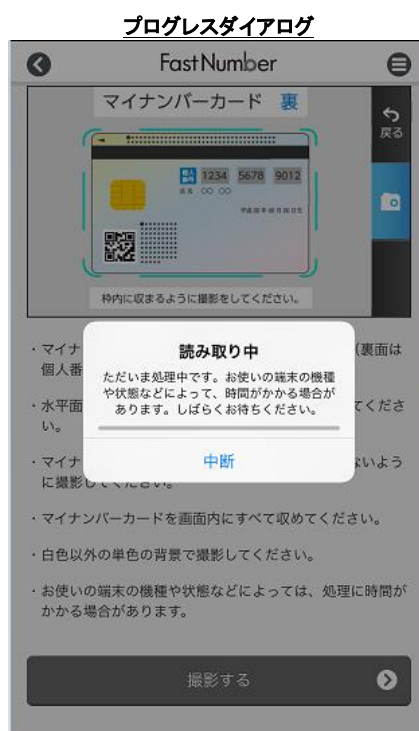 プログレスダイアログ
FastNumber
マイナンバーカード 裏
戻る
個人
番号
1234 5678 9012
氏名 〇〇 〇〇
枠内に収まるように撮影をしてください。
・マイナ
(裏面は
個人番
読み取り中
ただいま処理中です。お使いの端末の機種
や状態などによって、時間がかかる場合が
あります。しばらくお待ちください。
中断
・水平面
てくださ
い。
・マイナ
ないよう
に撮影してください。
・マイナンバーカードを画面内にすべて収めてください。
・白色以外の単色の背景で撮影してください。
・お使いの端末の機種や状態などによっては、処理に時間が
かかる場合があります。
撮影する